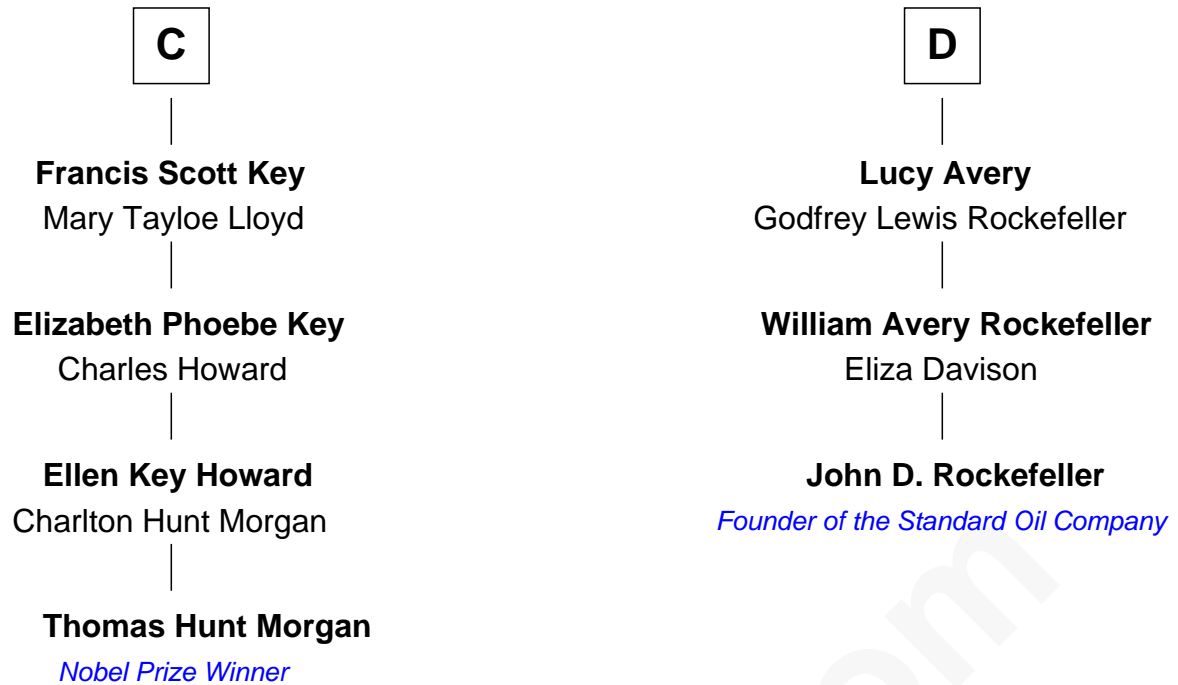 C
Francis Scott Key
Mary Tayloe Lloyd
Elizabeth Phoebe Key
Charles Howard
Ellen Key Howard
Charlton Hunt Morgan
Thomas Hunt Morgan
Nobel Prize Winner
D
Lucy Avery
Godfrey Lewis Rockefeller
William Avery Rockefeller
Eliza Davison
John D. Rockefeller
Founder of the Standard Oil Company
om